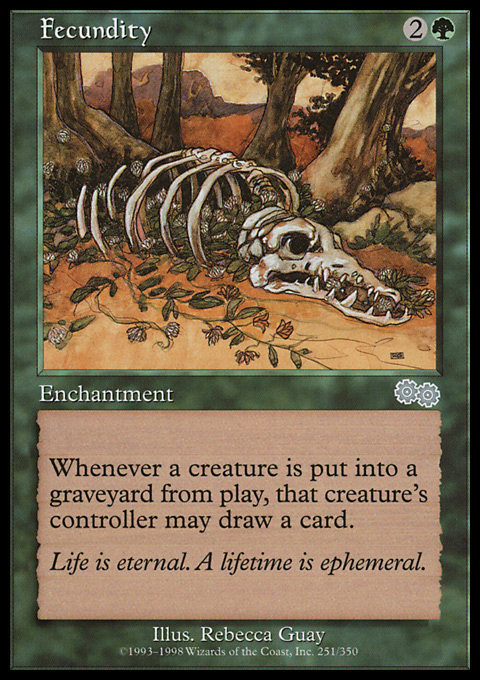 Fecundity 2
Enchantment
Whenever a creature is put into a
graveyard from play, that creature's
controller may draw a card.
Life is eternal. A lifetime is ephemeral.
Illus. Rebecca Guay
©1993–1998 Wizards of the Coast, Inc. 251/350